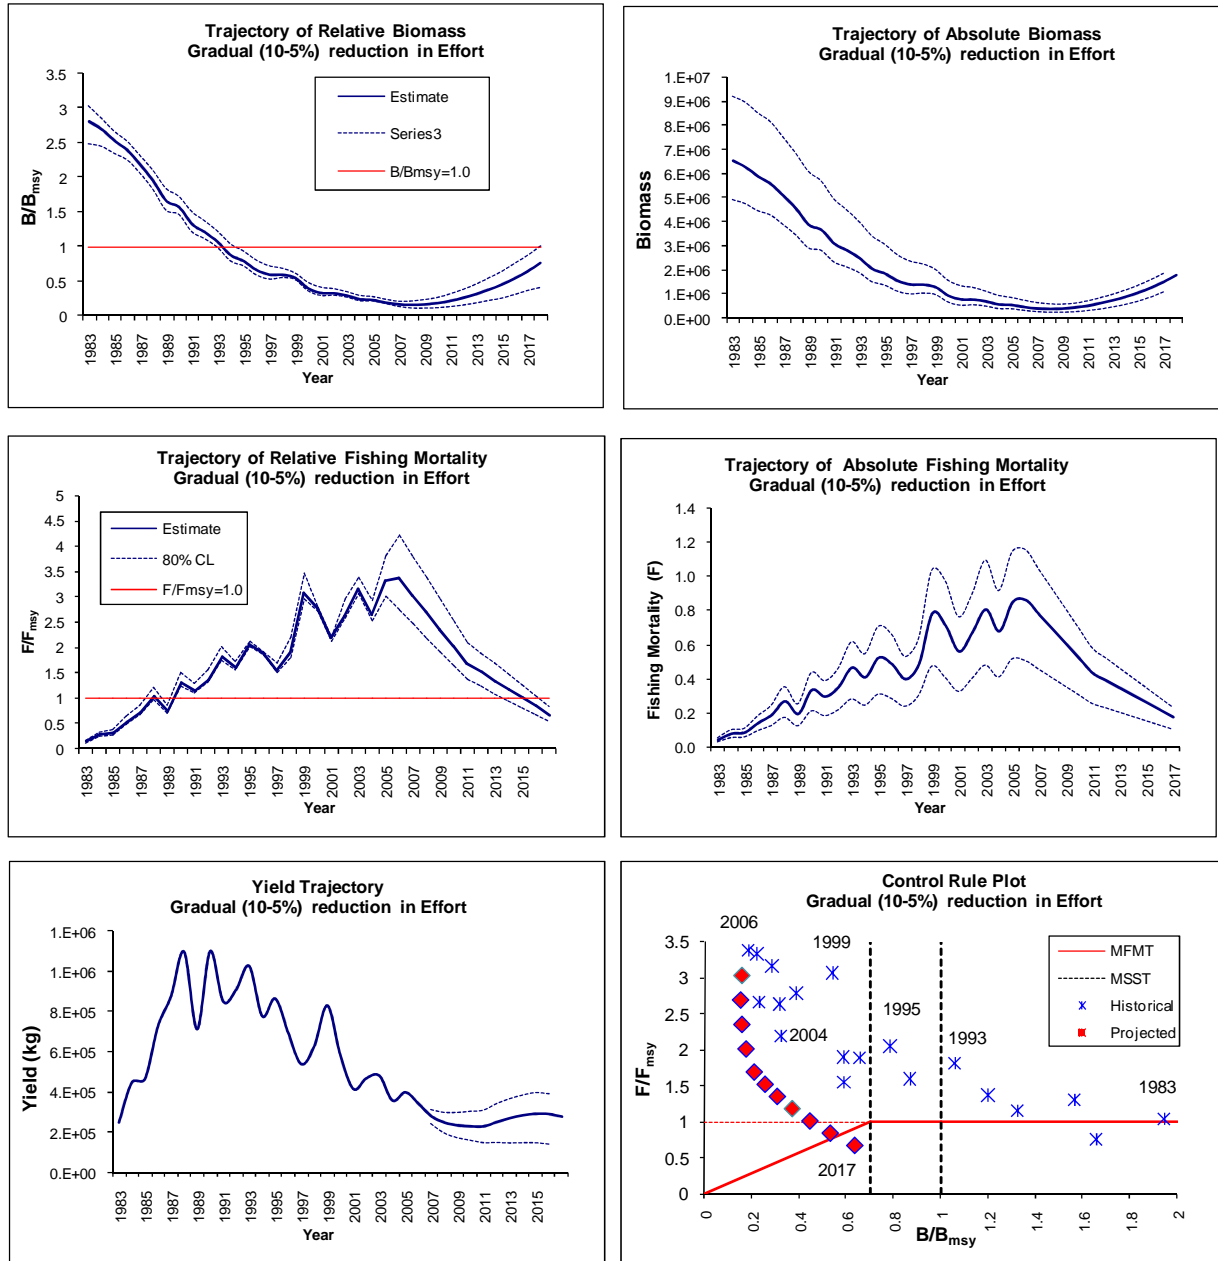 Trajectory of Relative Biomass
Gradual (10-5%) reduction in Effort
B/Bmsy
3.5
3
2.5
2
1.5
1
0.5
0
Estimate
Series3
B/Bmsy=1.0
1983
1985
1987
1989
1991
1993
1995
1997
1999
2001
2003
2005
2007
2009
2011
2013
2015
2017
Year
Trajectory of Absolute Biomass
Gradual (10-5%) reduction in Effort
Biomass
1.E+07
9.E+06
8.E+06
7.E+06
6.E+06
5.E+06
4.E+06
3.E+06
2.E+06
1.E+06
0.E+00
1983
1985
1987
1989
1991
1993
1995
1997
1999
2001
2003
2005
2007
2009
2011
2013
2015
2017
Year
Trajectory of Relative Fishing Mortality
Gradual (10-5%) reduction in Effort
F/Fmsy
5
4.5
4
3.5
3
2.5
2
1.5
1
0.5
0
Estimate
80% CL
F/Fmsy=1.0
1983
1985
1987
1989
1991
1993
1995
1997
1999
2001
2003
2005
2007
2009
2011
2013
2015
Year
Trajectory of Absolute Fishing Mortality
Gradual (10-5%) reduction in Effort
Fishing Mortality (F)
1.4
1.2
1.0
0.8
0.6
0.4
0.2
0.0
1983
1985
1987
1989
1991
1993
1995
1997
1999
2001
2003
2005
2007
2009
2011
2013
2015
2017
Year
Yield Trajectory
Gradual (10-5%) reduction in Effort
Yield (kg)
1.E+06
1.E+06
8.E+05
6.E+05
4.E+05
2.E+05
0.E+00
1983
1985
1987
1989
1991
1993
1995
1997
1999
2001
2003
2005
2007
2009
2011
2013
2015
Year
Control Rule Plot
Gradual (10-5%) reduction in Effort
F/Fmsy
3.5
3
2.5
2
1.5
1
0.5
0
2006
1999
1995
2004
1993
1983
2017
MFMT
MSST
Historical
Projected
0
0.2
0.4
0.6
0.8
1
1.2
1.4
1.6
1.8
2
B/Bmsy